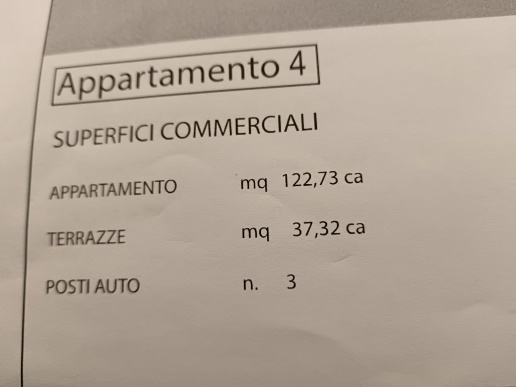 Appartamento 4
SUPERFICI COMMERCIALI
APPARTAMENTO mq 122,73 ca
TERRAZZE mq 37,32 ca
POSTI AUTO n. 3